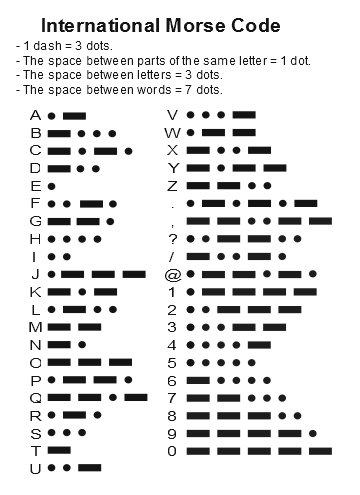 International Morse Code
- 1 dash = 3 dots.
- The space between parts of the same letter = 1 dot.
- The space between letters = 3 dots.
- The space between words = 7 dots.
A
B
C
D
E
F
G
H
I
J
K
L
M
N
O
P
Q
R
S
T
U
V
W
X
Y
Z
.
,
?
/
@
1
2
3
4
5
6
7
8
9
0